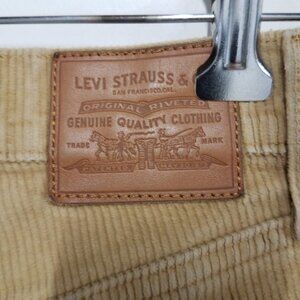 LEVI STRAUSS &
SAN FRANCISCO, CAL.
ORIGINAL RIVETED
GENUINE QUALITY CLOTHING
TRADE MARK